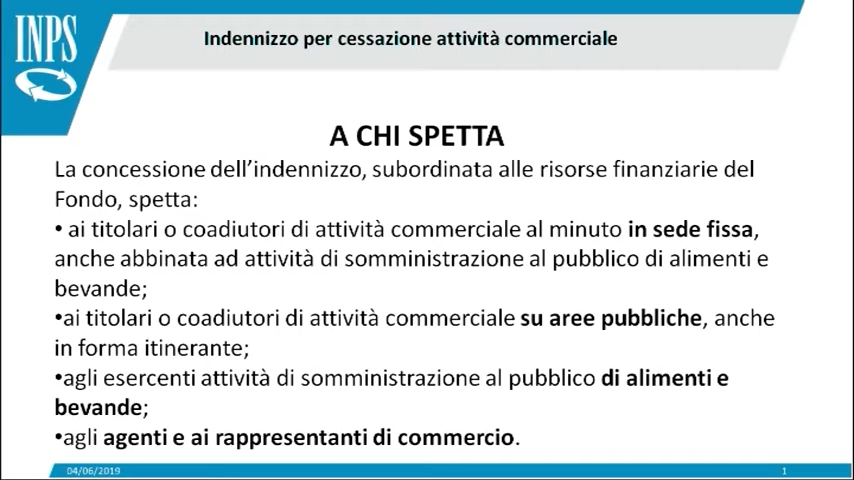 INPS
Indennizzo per cessazione attività commerciale
A CHI SPETTA
La concessione dell’indennizzo, subordinata alle risorse finanziarie del
Fondo, spetta:
• ai titolari o coadiutori di attività commerciale al minuto in sede fissa,
anche abbinata ad attività di somministrazione al pubblico di alimenti e
bevande;
•ai titolari o coadiutori di attività commerciale su aree pubbliche, anche
in forma itinerante;
•agli esercenti attività di somministrazione al pubblico di alimenti e
bevande;
•agli agenti e ai rappresentanti di commercio.
04/06/2019
1